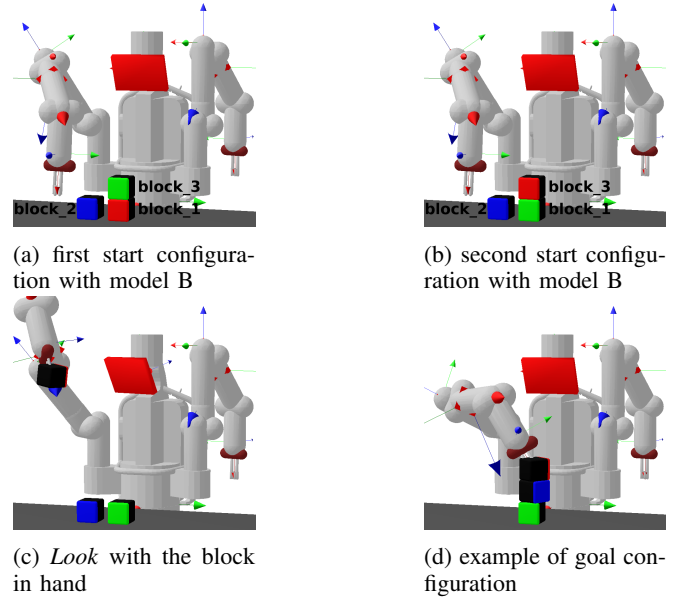 block_3
block_2
block_1
block_3
block_2
block_1
(a) first start configura-
tion with model B
(b) second start configu-
ration with model B
(c) Look with the block
in hand
(d) example of goal con-
figuration